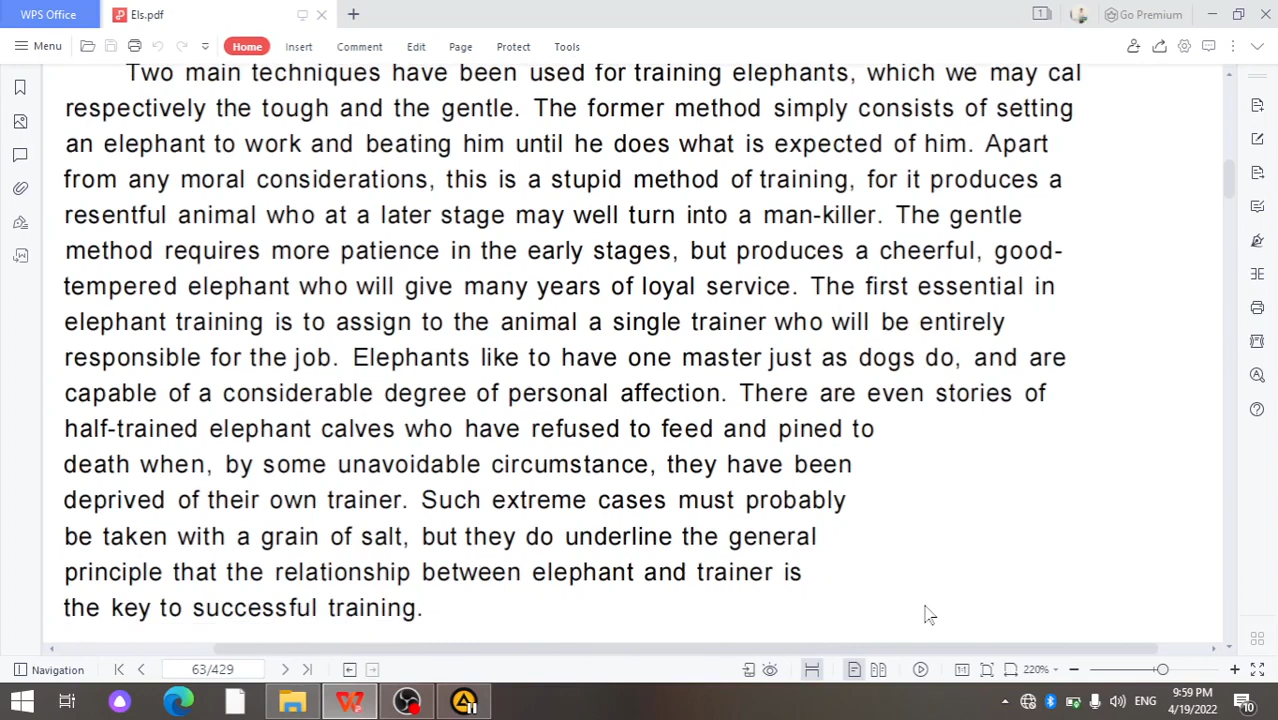 WPS Office
Els.pdf
Go Premium
Menu
Home
Insert
Comment
Edit
Page
Protect
Tools
Two main techniques have been used for training elephants, which we may cal
respectively the tough and the gentle. The former method simply consists of setting
an elephant to work and beating him until he does what is expected of him. Apart
from any moral considerations, this is a stupid method of training, for it produces a
resentful animal who at a later stage may well turn into a man-killer. The gentle
method requires more patience in the early stages, but produces a cheerful, good-
tempered elephant who will give many years of loyal service. The first essential in
elephant training is to assign to the animal a single trainer who will be entirely
responsible for the job. Elephants like to have one master just as dogs do, and are
capable of a considerable degree of personal affection. There are even stories of
half-trained elephant calves who have refused to feed and pined to
death when, by some unavoidable circumstance, they have been
deprived of their own trainer. Such extreme cases must probably
be taken with a grain of salt, but they do underline the general
principle that the relationship between elephant and trainer is
the key to successful training.
Navigation
63/429
220%
ENG
9:59 PM
4/19/2022
10